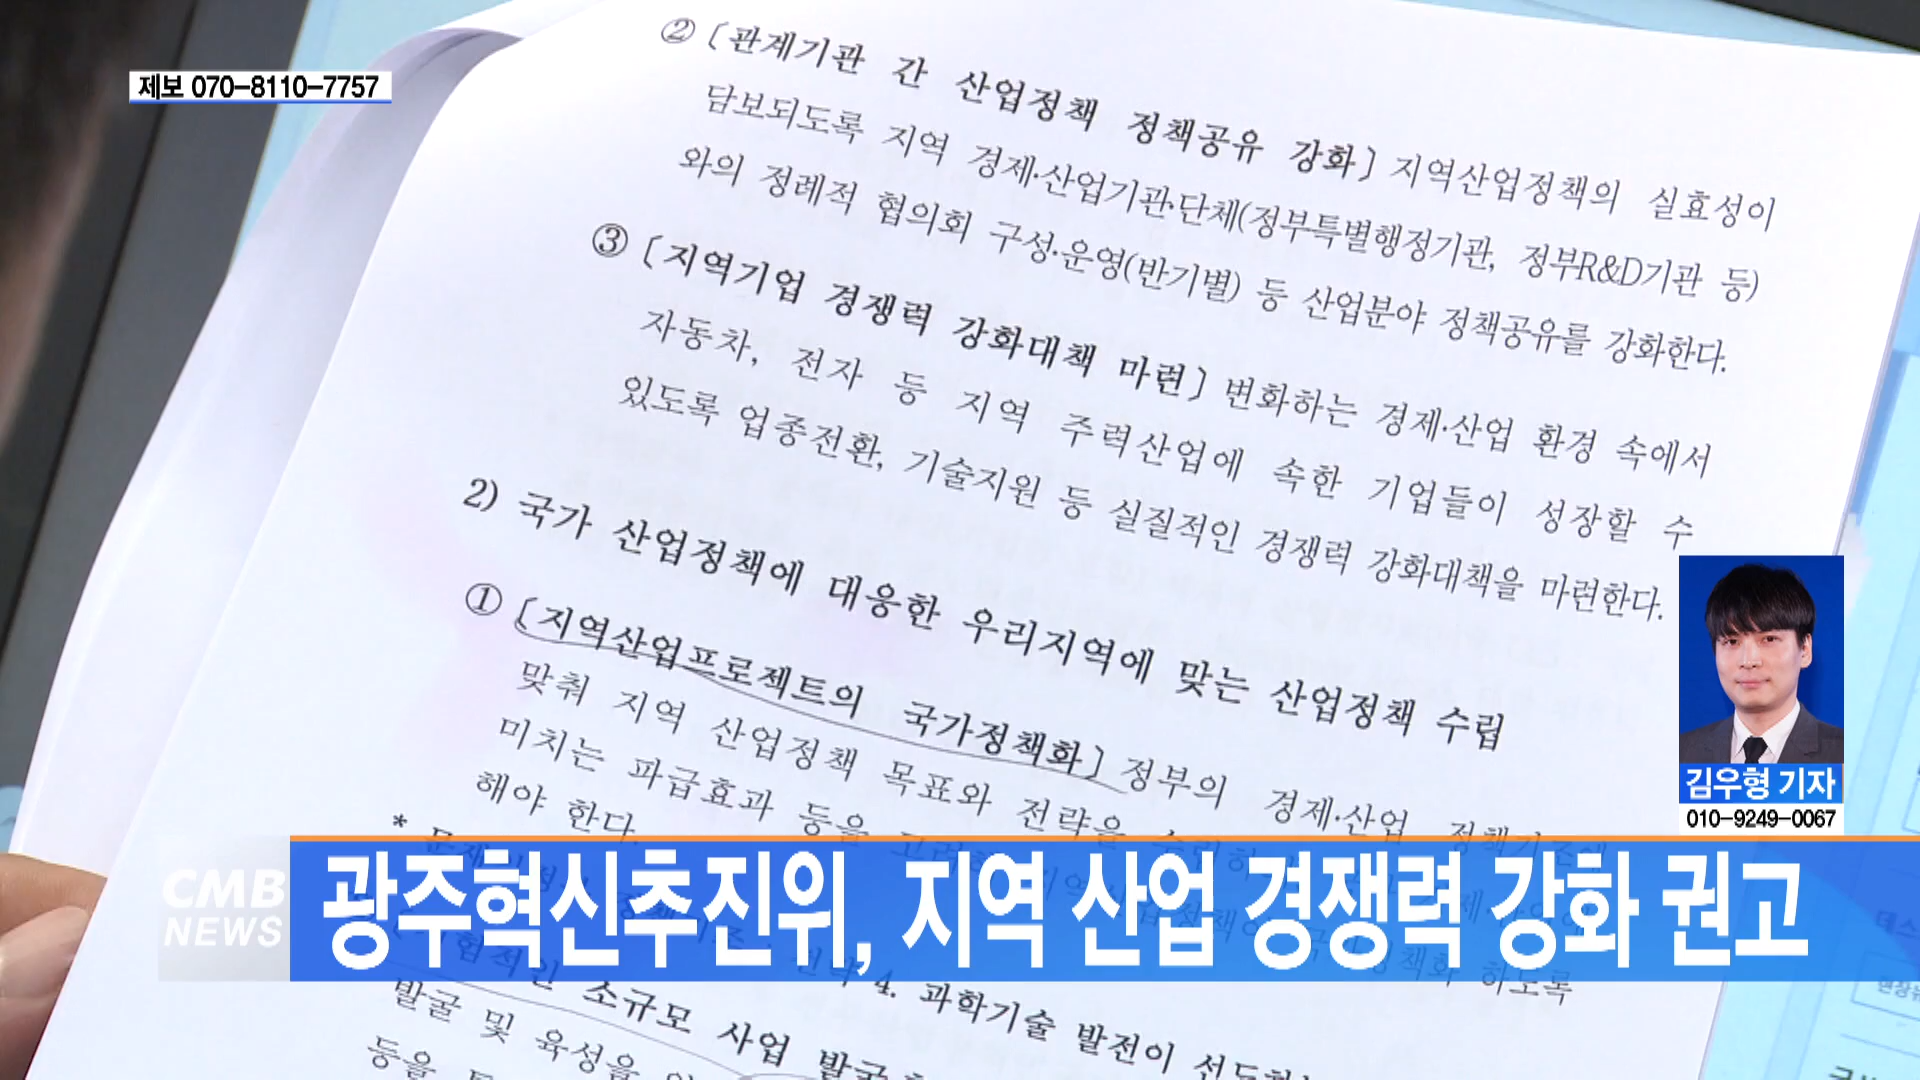 제보 070-8110-7757
② 〔관계기관 간 산업정책 정책공유 강화〕 지역산업정책의 실효성이
담보되도록 지역 경제·산업기관·단체(정부특별행정기관, 정부R&D기관 등)
와의 정례적 협의회 구성·운영(반기별) 등 산업분야 정책공유를 강화한다.
③ 〔지역기업 경쟁력 강화대책 마련〕 변화하는 경제·산업 환경 속에서
자동차, 전자 등 지역 주력산업에 속한 기업들이 성장할 수
있도록 업종전환, 기술지원 등 실질적인 경쟁력 강화대책을 마련한다.
2) 국가 산업정책에 대응한 우리지역에 맞는 산업정책 수립
① 〔지역산업프로젝트의 국가정책화〕 정부의 경제·산업
맞춰 지역 산업정책 목표와 전략을
미치는 파급효과 등을
해야 한다.
김우형 기자
010-9249-0067
CMB
NEWS
광주혁신추진위, 지역 산업 경쟁력 강화 권고
하도록
4. 과학기술 발전이
소규모 사업
발굴 및 육성을
등을